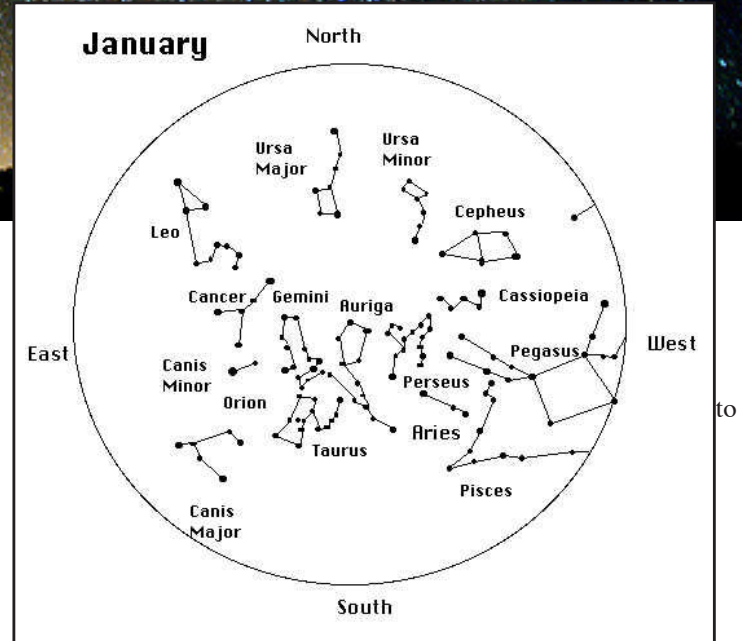 January
North
Ursa
Major
Ursa
Minor
Cepheus
Leo
Cancer
Gemini
Auriga
Cassiopeia
East
West
Canis
Minor
Pegasus
Perseus
Orion
Aries
to
Taurus
Pisces
Canis
Major
South